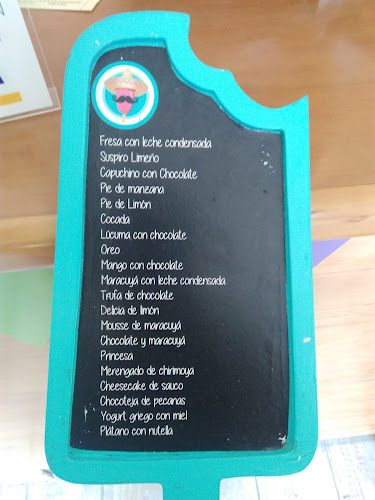 Fresa con leche condensada
Suspiro Limeño
Capuchino con Chocolate
Pie de manzana
Pie de Limón
Cocada
Lúcuma con chocolate
Oreo
Mango con chocolate
Maracuyá con leche condensada
Trufa de chocolate
Delicia de limón
Mousse de maracuyá
Chocolate y maracuyá
Princesa
Merengado de chirimoya
Cheesecake de sauco
Chocoteja de pecanas
Yogurt griego con miel
Plátano con nutella